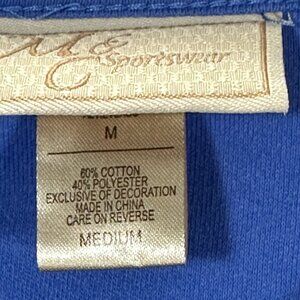 Sportswear
M
60% COTTON
40% POLYESTER
EXCLUSIVE OF DECORATION
MADE IN CHINA
CARE ON REVERSE
MEDIUM